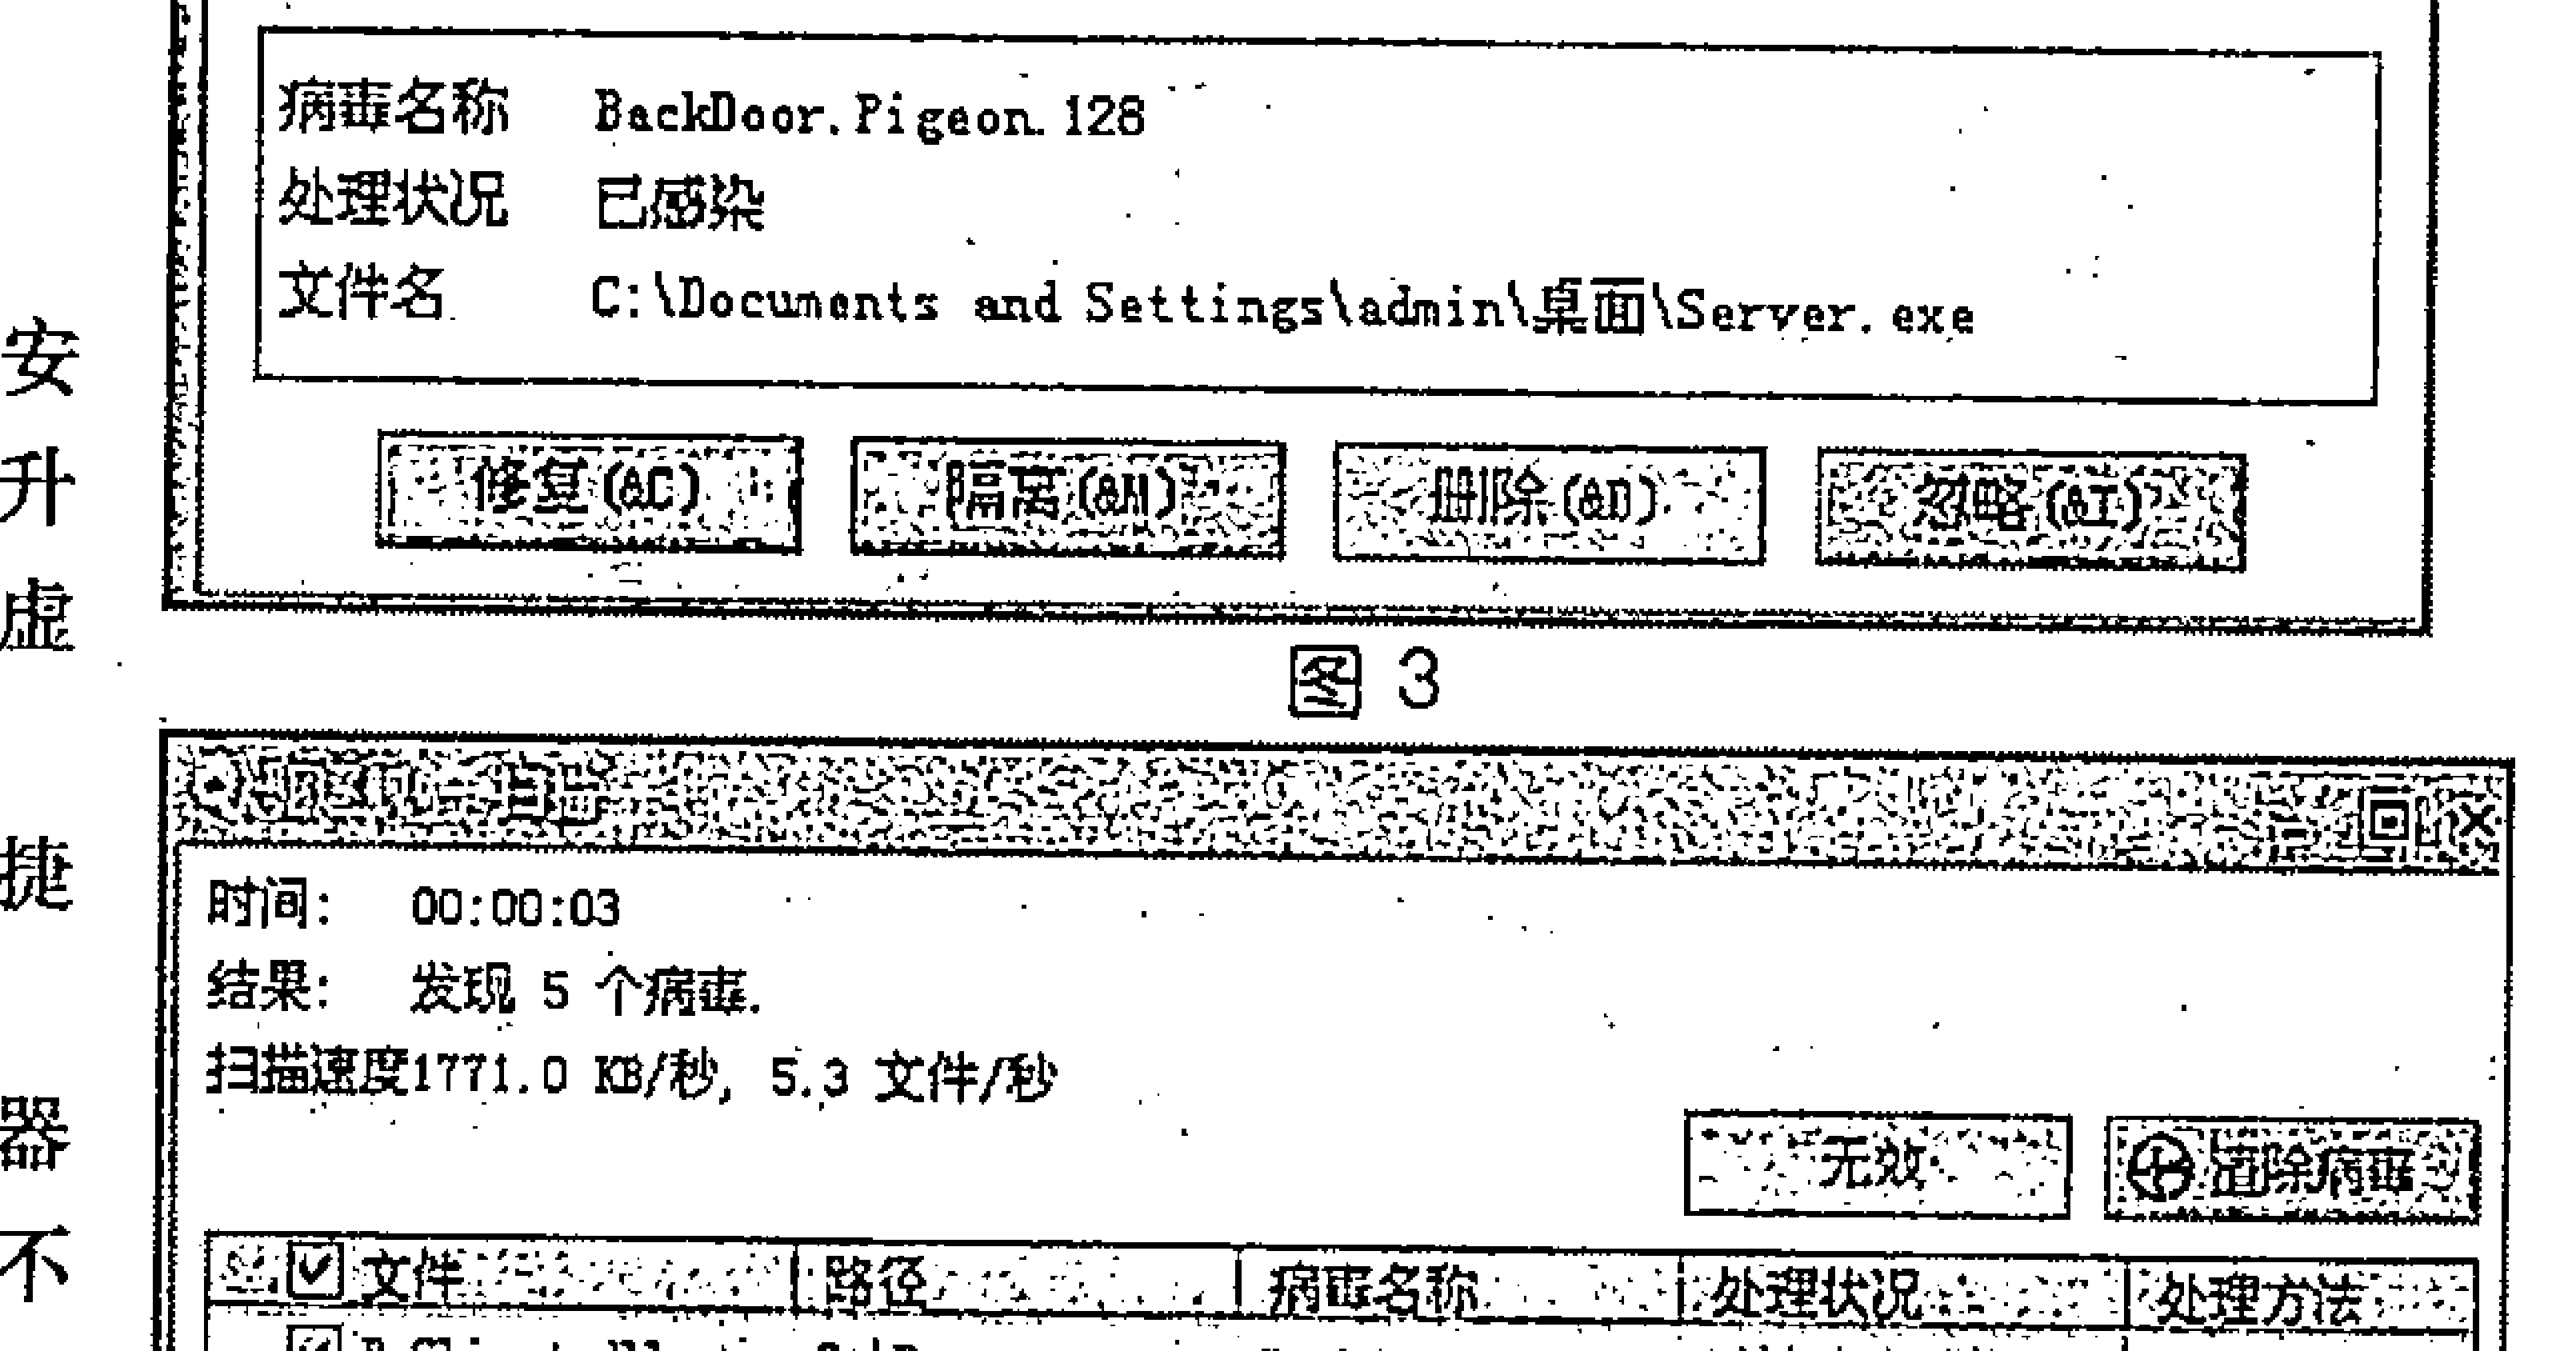 病毒名称 BackDoor.Pigeon.128
处理状况 已感染
文件名 C:\Documents and Settings\admin\桌面\Server.exe
修复(&C) 隔离(&M) 删除(&D) 忽略(&I)
图 3
时间: 00:00:03
结果: 发现 5 个病毒.
扫描速度1771.0 KB/秒, 5.3 文件/秒
无效 清除病毒
文件 路径 病毒名称 处理状况 处理方法
安
升
虚
捷
器
不